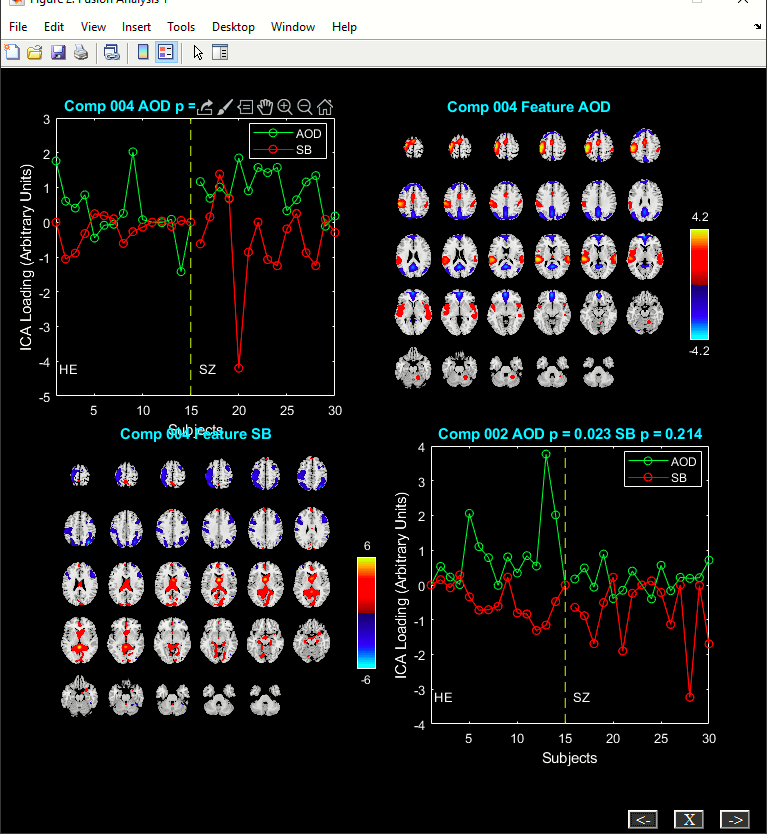 Figure 2: Fusion Analysis 1
File Edit View Insert Tools Desktop Window Help
Comp 004 AOD p =
3
2
1
0
-1
-2
-3
-4
-5
ICA Loading (Arbitrary Units)
AOD
SB
HE
SZ
5 10 15 20 25 30
Subjects
Comp 004 Feature AOD
4.2
-4.2
Comp 004 Feature SB
6
-6
Comp 002 AOD p = 0.023 SB p = 0.214
4
3
2
1
0
-1
-2
-3
-4
ICA Loading (Arbitrary Units)
AOD
SB
HE
SZ
5 10 15 20 25 30
Subjects
<- X ->